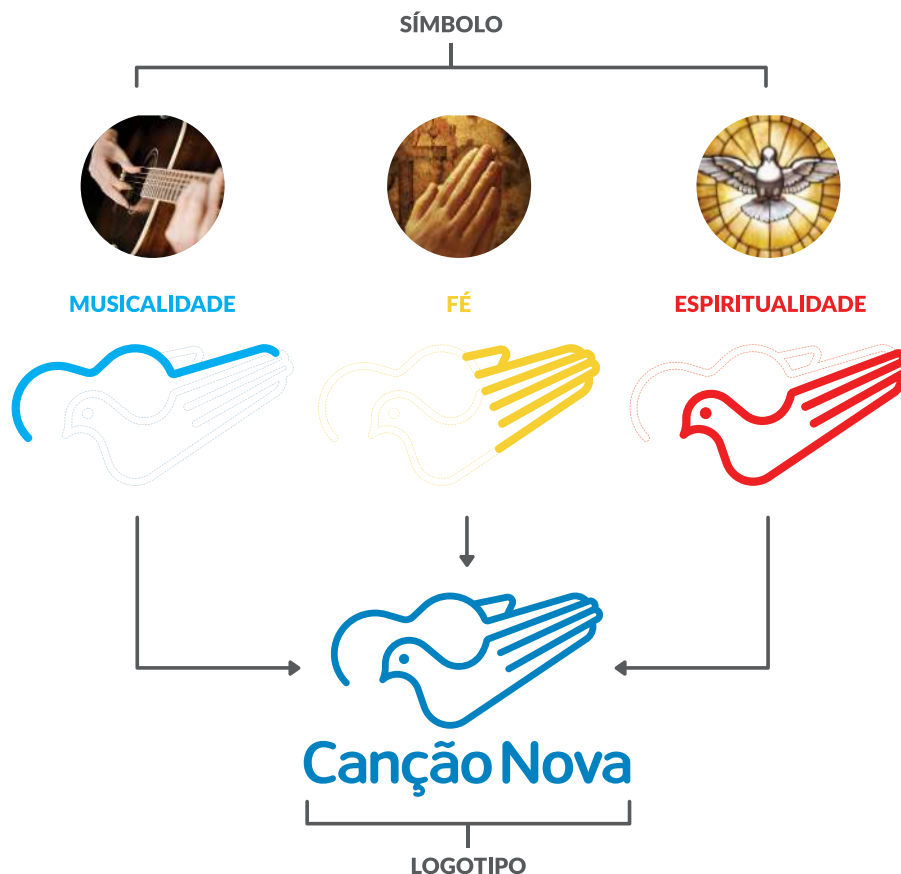 SÍMBOLO
MUSICALIDADE
FÉ
ESPIRITUALIDADE
Canção Nova
LOGOTIPO